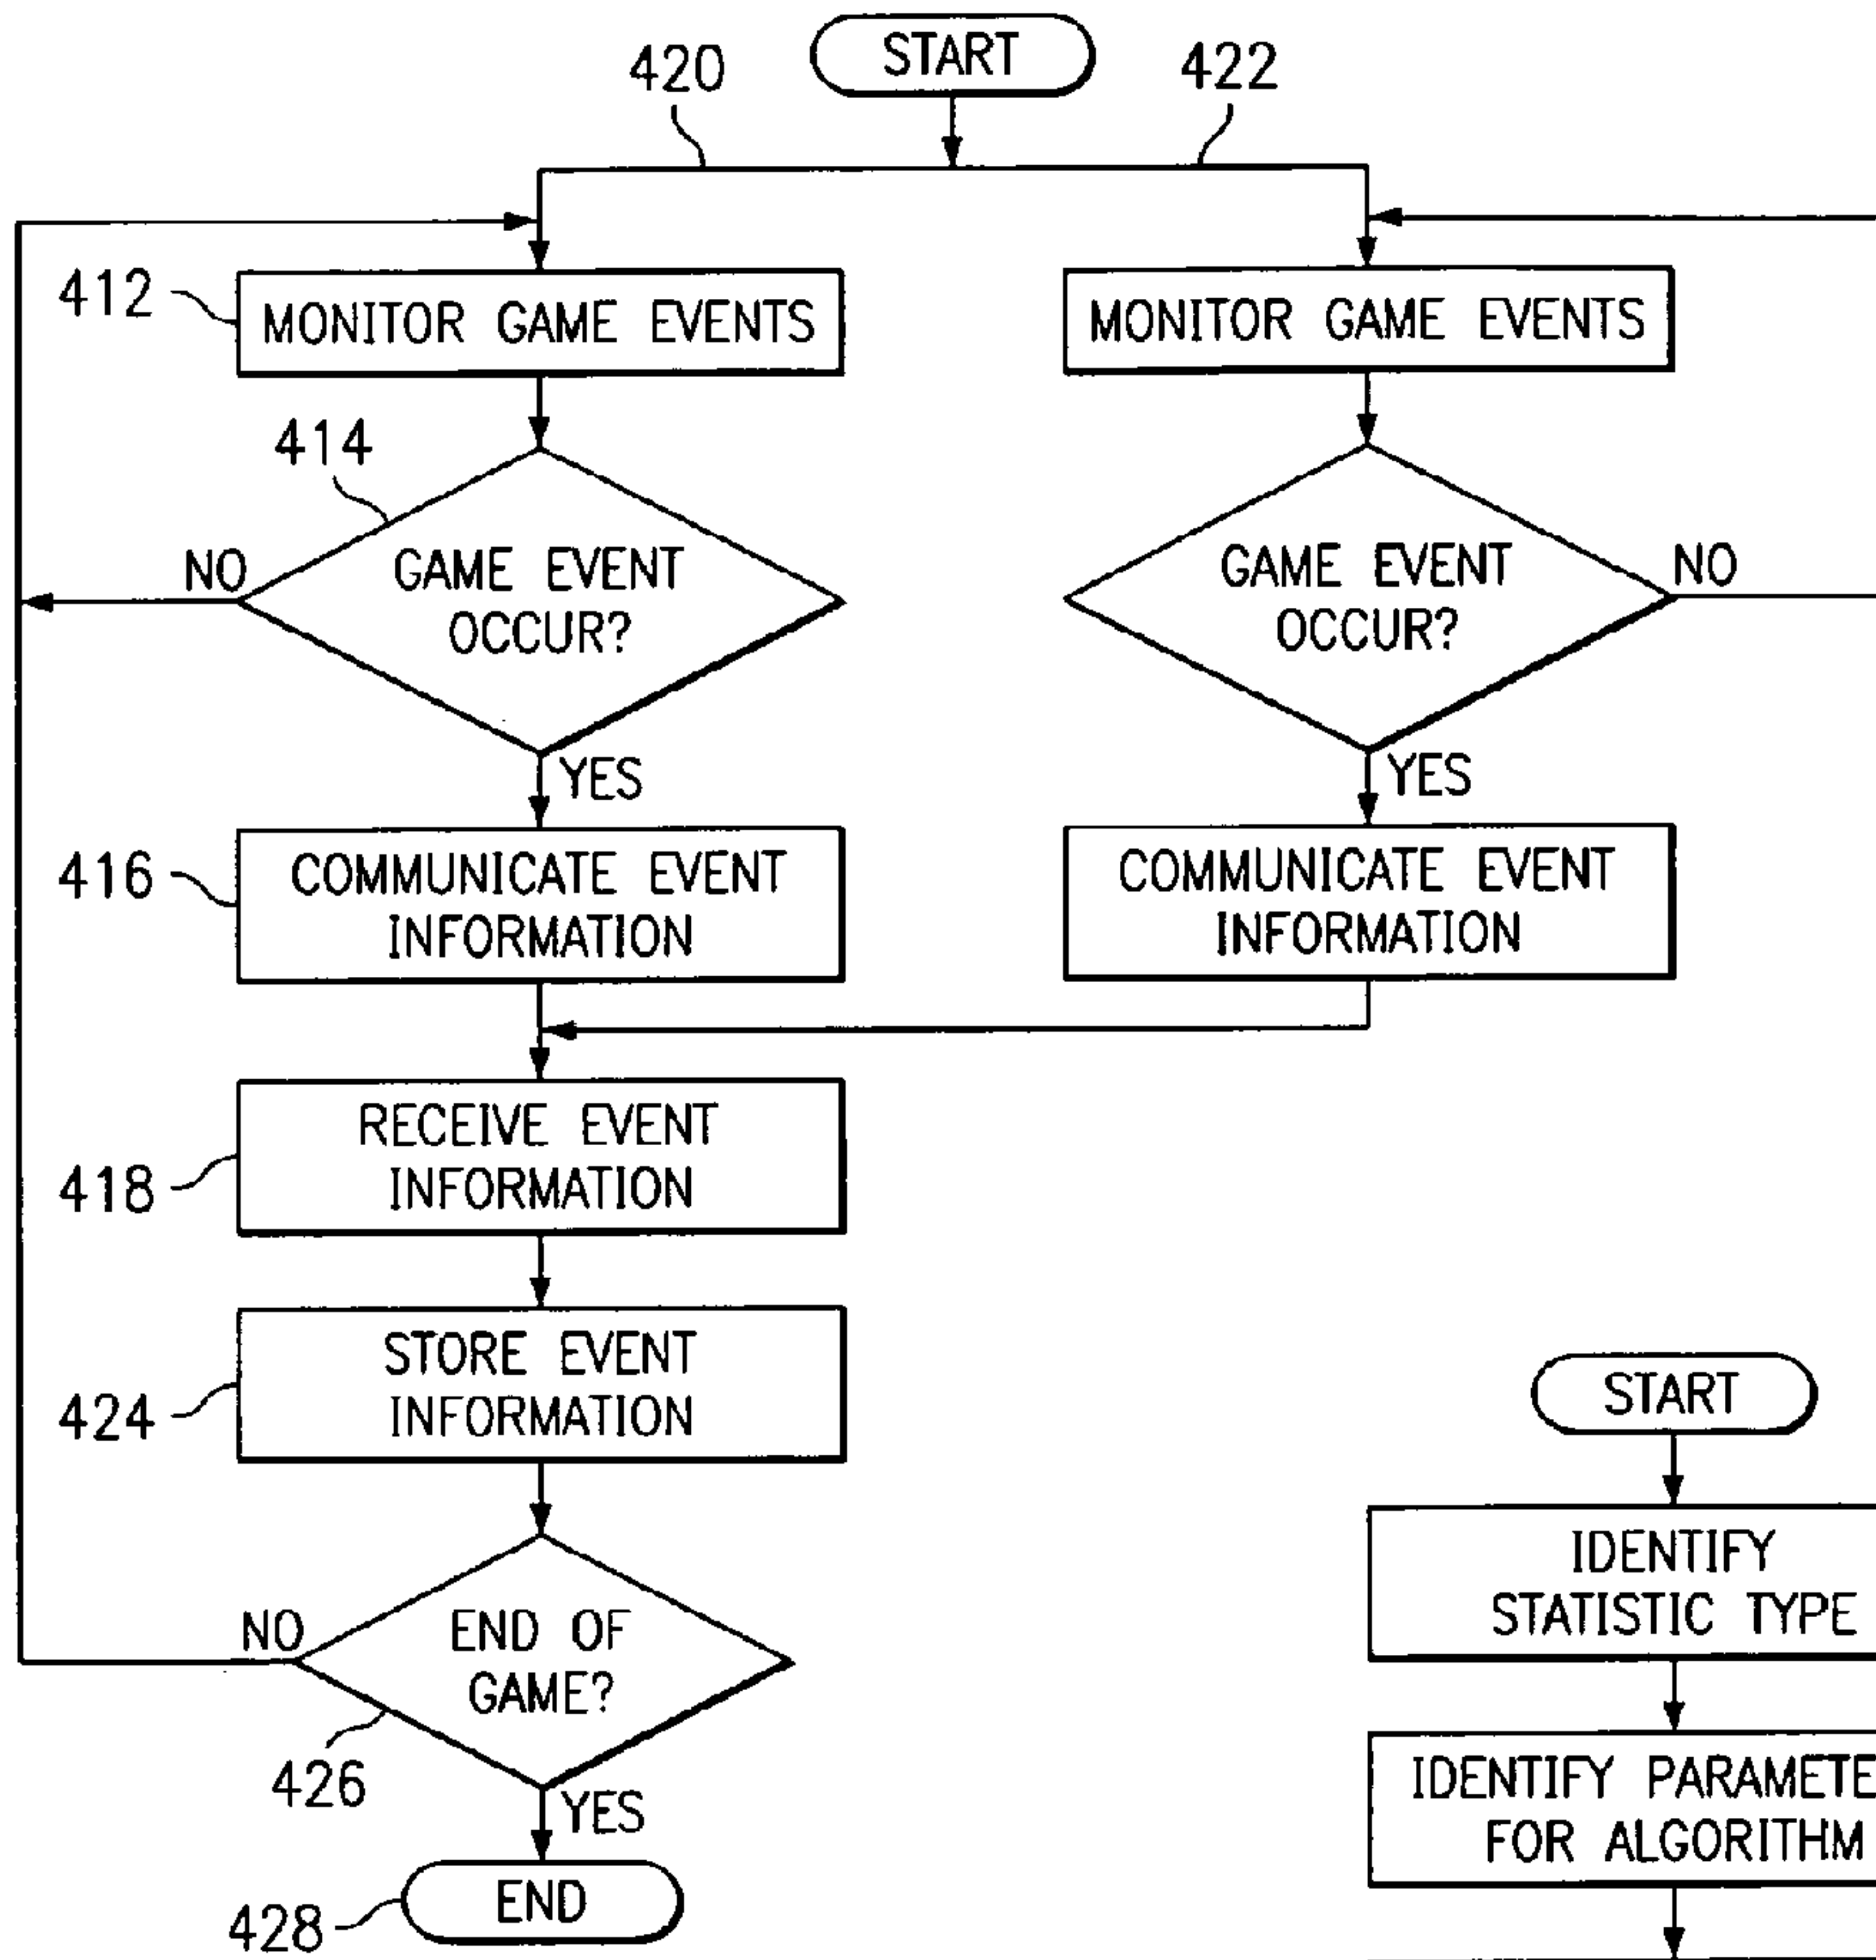 START
420
422
412
MONITOR GAME EVENTS
MONITOR GAME EVENTS
414
NO
GAME EVENT
OCCUR?
GAME EVENT
OCCUR?
NO
YES
YES
416
COMMUNICATE EVENT
INFORMATION
COMMUNICATE EVENT
INFORMATION
418
RECEIVE EVENT
INFORMATION
424
STORE EVENT
INFORMATION
NO
END OF
GAME?
426
YES
END
428
START
IDENTIFY
STATISTIC TYPE
IDENTIFY PARAMETE
FOR ALGORITHM